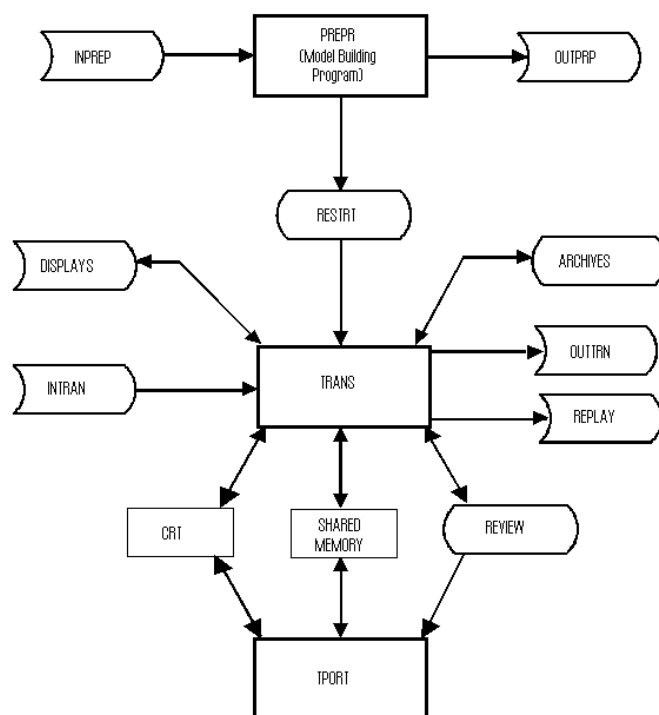 PREPR
(Model Building
Program)
INPREP
OUTPRP
RESTRT
DISPLAYS
ARCHIVES
OUTTRN
INTRAN
TRANS
REPLAY
CRT
SHARED
MEMORY
REVIEW
TPORT